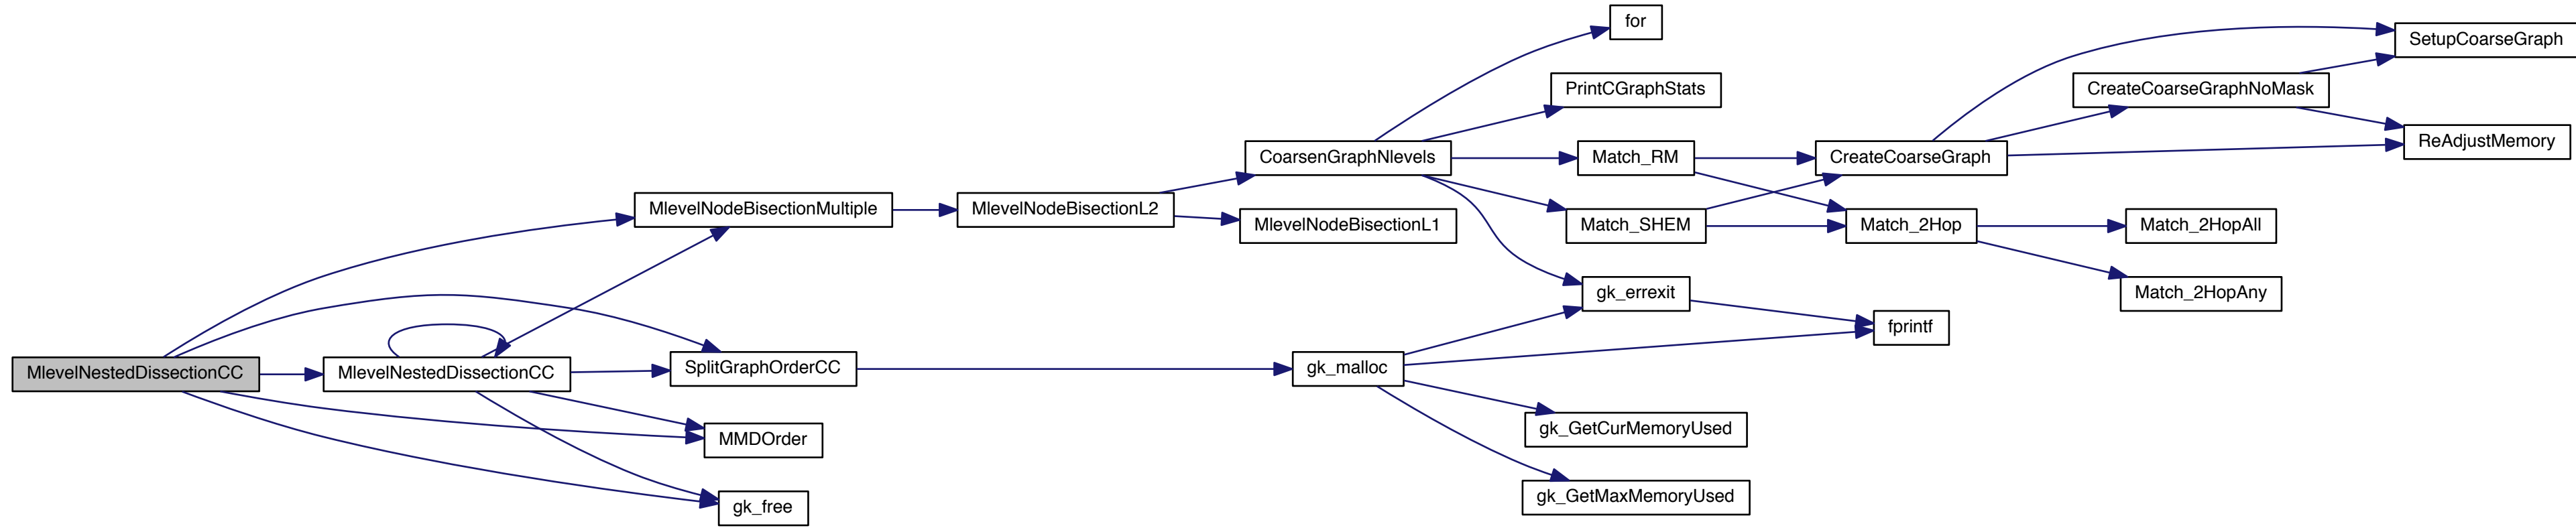 MlevelNestedDissectionCC
MlevelNestedDissectionCC
MlevelNodeBisectionMultiple
SplitGraphOrderCC
MMDOrder
gk_free
MlevelNodeBisectionL2
CoarsenGraphNlevels
MlevelNodeBisectionL1
gk_malloc
for
PrintCGraphStats
Match_RM
Match_SHEM
gk_errexit
gk_GetCurMemoryUsed
gk_GetMaxMemoryUsed
CreateCoarseGraph
Match_2Hop
fprintf
CreateCoarseGraphNoMask
Match_2HopAll
Match_2HopAny
SetupCoarseGraph
ReAdjustMemory